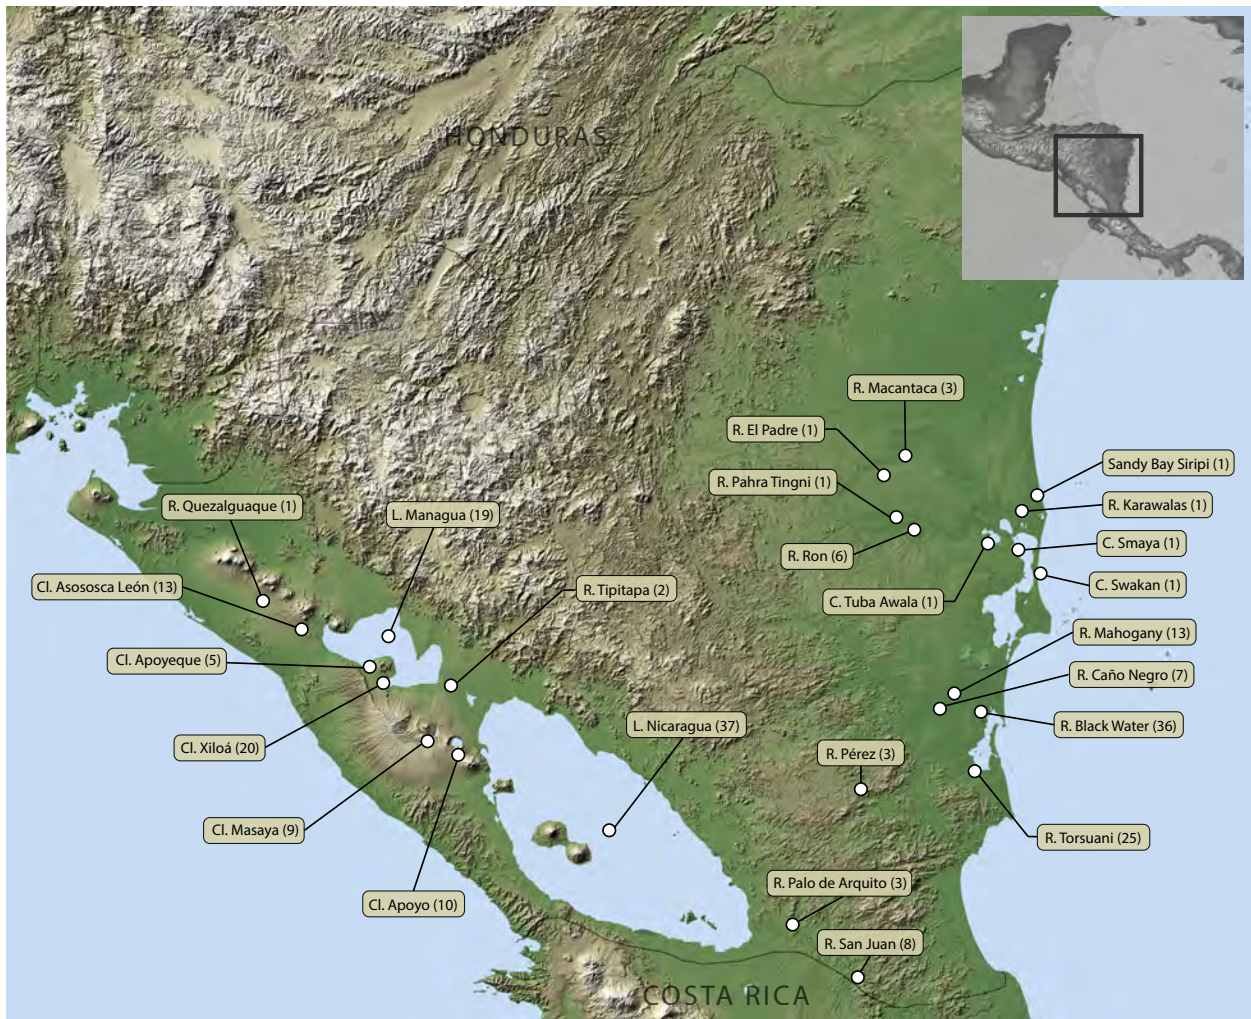 HONDURAS
R. Macantaca (3)
R. El Padre (1)
Sandy Bay Siripi (1)
R. Pahra Tingni (1)
R. Quezalguaque (1)
R. Karawalas (1)
L. Managua (19)
C. Smaya (1)
R. Ron (6)
Cl. Asososca León (13)
R. Tipitapa (2)
C. Swakan (1)
C. Tuba Awala (1)
R. Mahogany (13)
Cl. Apoyeque (5)
R. Caño Negro (7)
L. Nicaragua (37)
R. Black Water (36)
Cl. Xiloá (20)
R. Pérez (3)
Cl. Masaya (9)
R. Torsuani (25)
R. Palo de Arquito (3)
Cl. Apoyo (10)
R. San Juan (8)
COSTA RICA